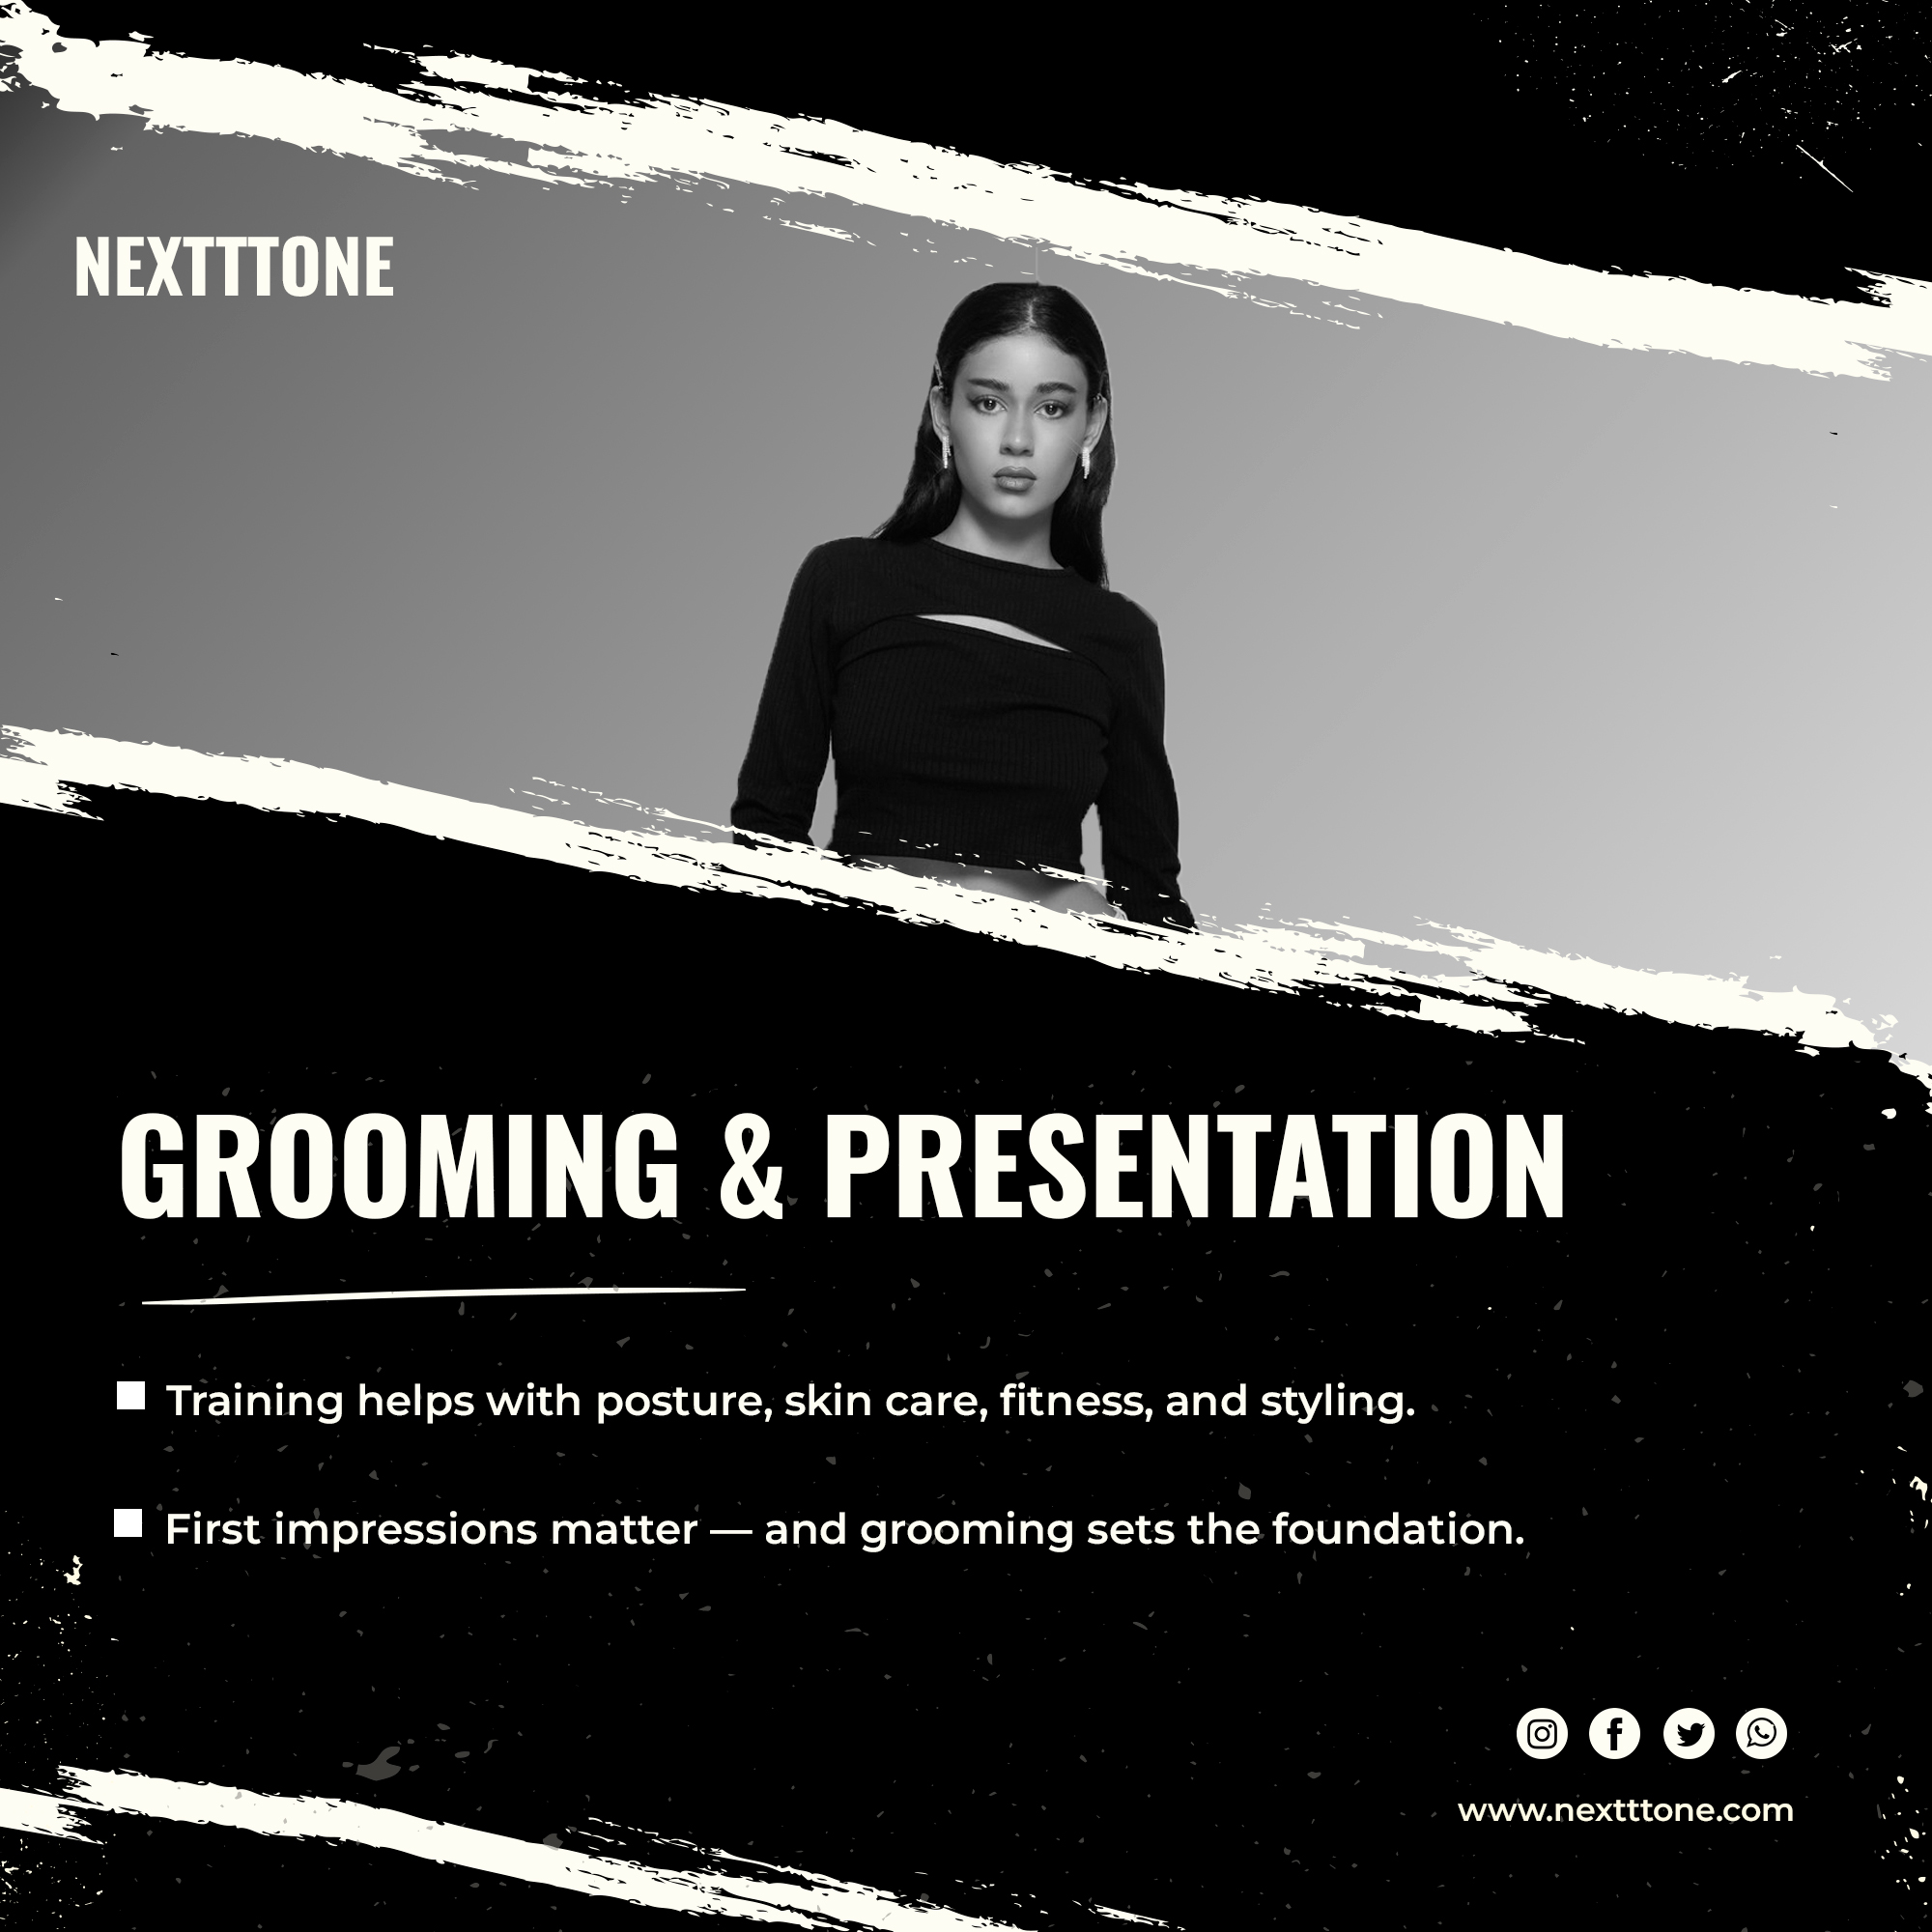 NEXTTTONE
GROOMING & PRESENTATION
Training helps with posture, skin care, fitness, and styling.
First impressions matter — and grooming sets the foundation.
www.nextttone.com